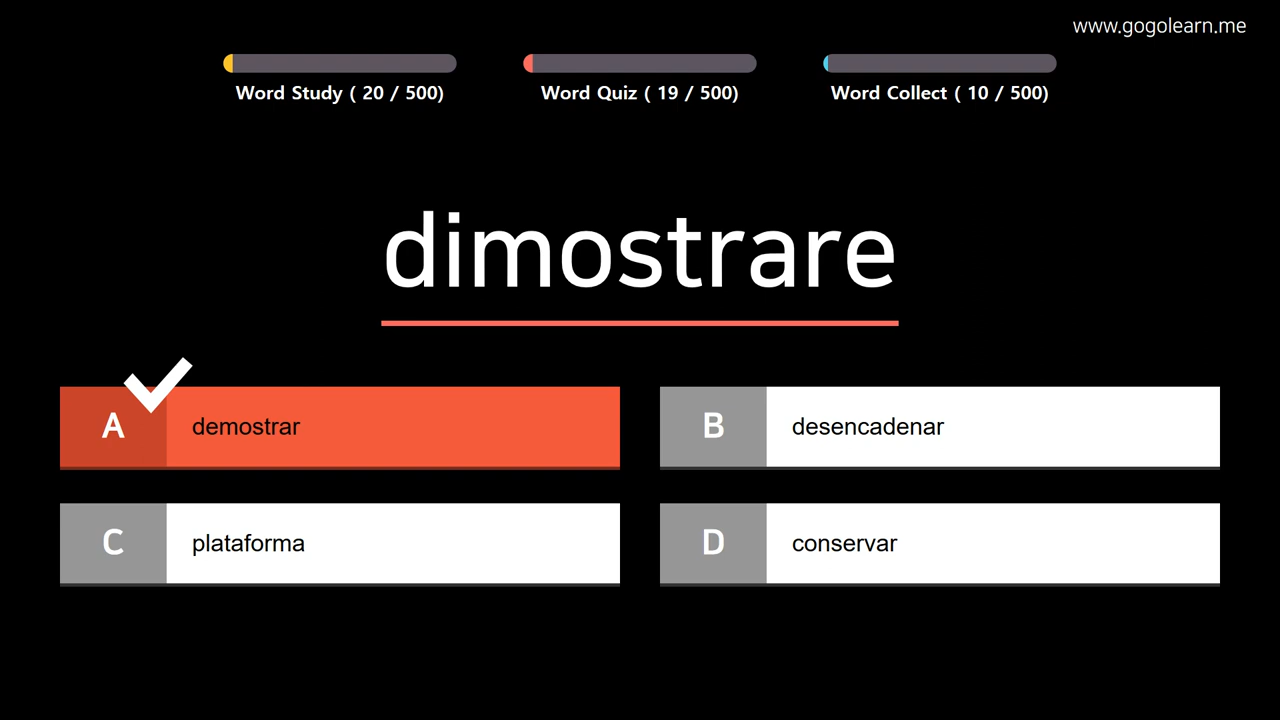 www.gogolearn.me
Word Study ( 20 / 500)
Word Quiz ( 19 / 500)
Word Collect ( 10 / 500)
dimostrare
A demostrar
B desencadenar
C plataforma
D conservar